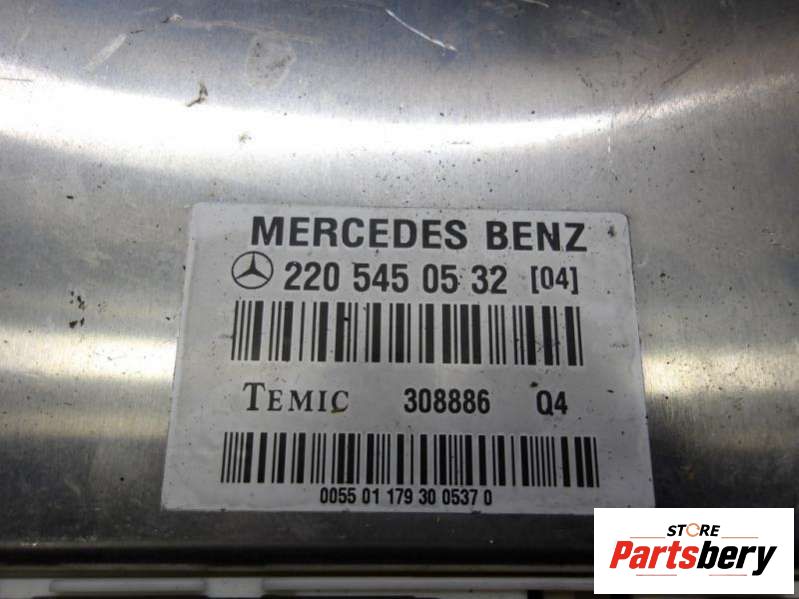 MERCEDES BENZ
220 545 05 32 [04]
TEMIC 308886 Q4
0055 01 179 30 0537 0
STORE
Partsbery